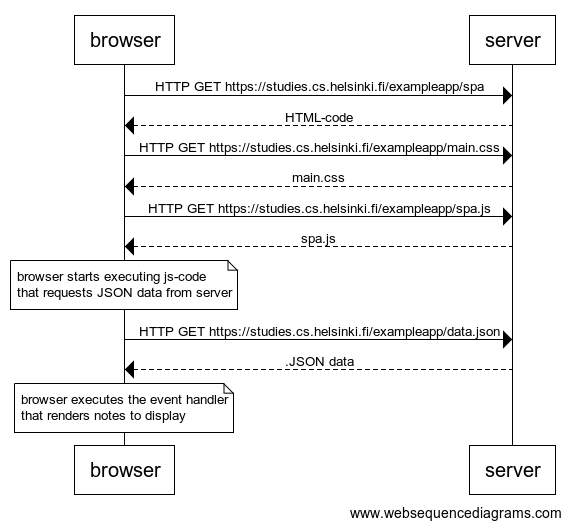 browser server
HTTP GET https://studies.cs.helsinki.fi/exampleapp/spa
HTML-code
HTTP GET https://studies.cs.helsinki.fi/exampleapp/main.css
main.css
HTTP GET https://studies.cs.helsinki.fi/exampleapp/spa.js
spa.js
browser starts executing js-code
that requests JSON data from server
HTTP GET https://studies.cs.helsinki.fi/exampleapp/data.json
.JSON data
browser executes the event handler
that renders notes to display
browser server
www.websequencediagrams.com